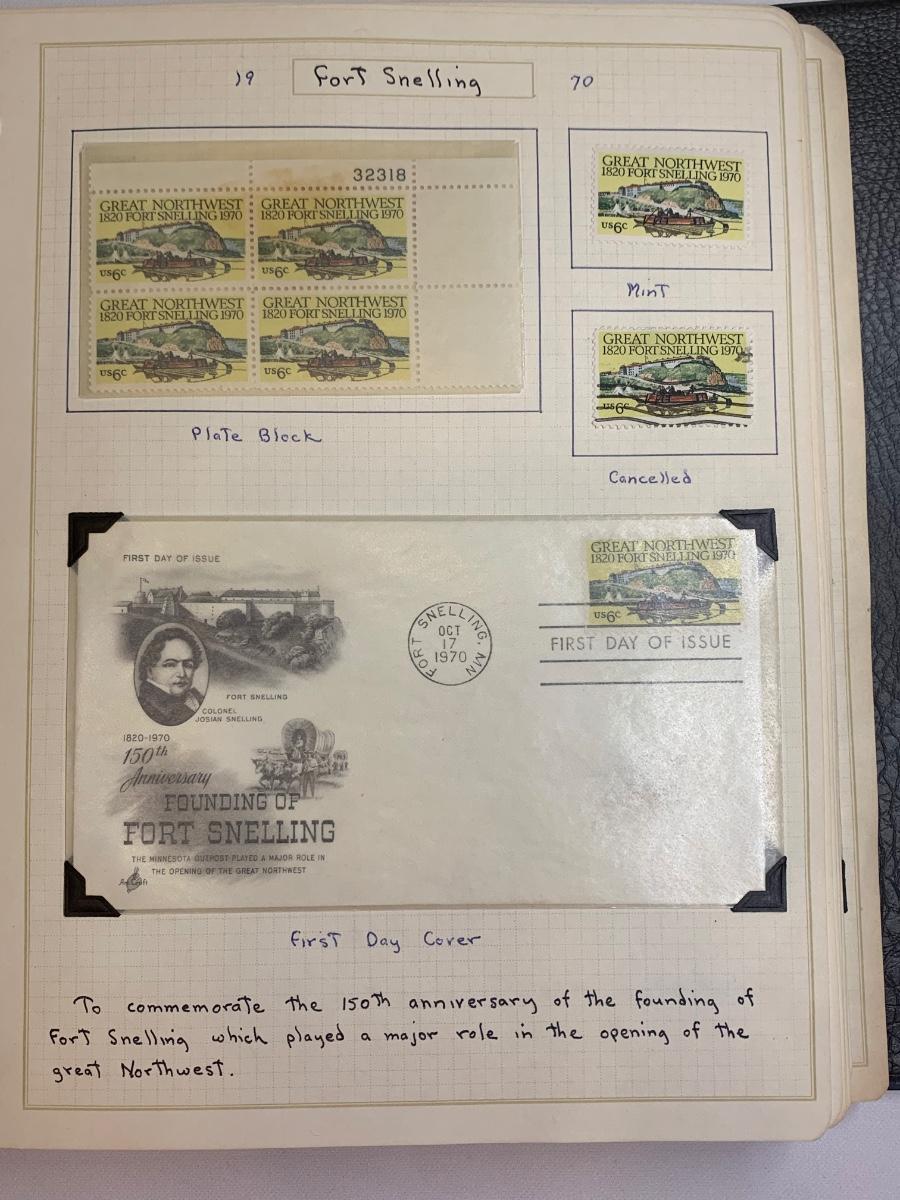 19 Fort Snelling 70
32318
GREAT NORTHWEST
1820 FORT SNELLING 1970
US 6c
GREAT NORTHWEST
1820 FORT SNELLING 1970
US 6c
GREAT NORTHWEST
1820 FORT SNELLING 1970
US 6c
GREAT NORTHWEST
1820 FORT SNELLING 1970
US 6c
Plate Block
GREAT NORTHWEST
1820 FORT SNELLING 1970
US 6c
Mint
GREAT NORTHWEST
1820 FORT SNELLING 1970
US 6c
Cancelled
FIRST DAY OF ISSUE
FORT SNELLING
COLONEL
JOSIAN SNELLING
1820-1970
150th
Anniversary
FOUNDING OF
FORT SNELLING
THE MINNESOTA OUTPOST PLAYED A MAJOR ROLE IN
THE OPENING OF THE GREAT NORTHWEST
ArtCraft
FORT SNELLING, MN
OCT
17
1970
GREAT NORTHWEST
1820 FORT SNELLING 1970
US 6c
FIRST DAY OF ISSUE
First Day Cover
To commemorate the 150th anniversary of the founding of
Fort Snelling which played a major role in the opening of the
great Northwest.